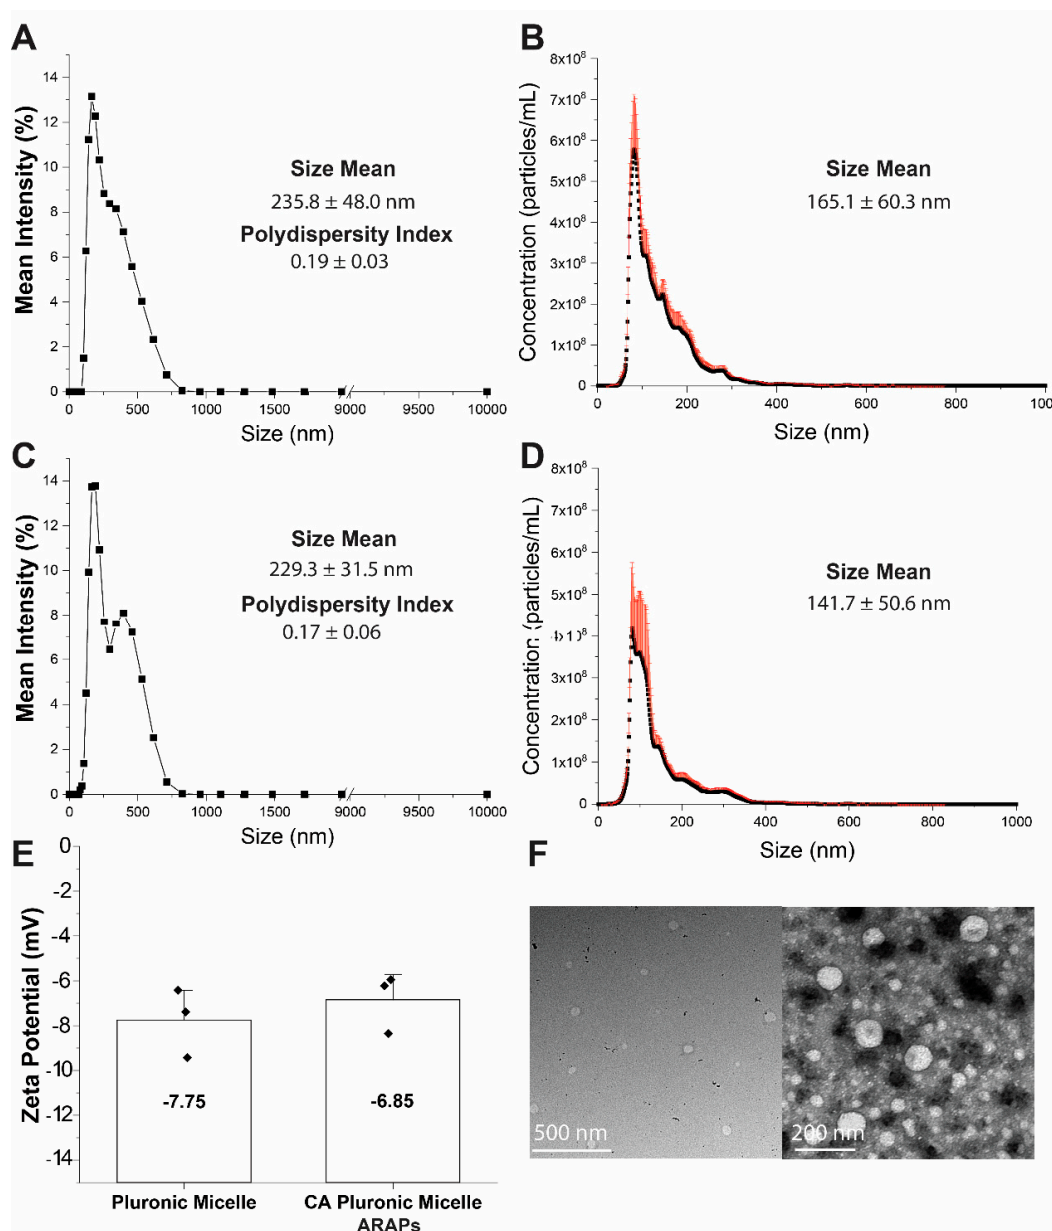 A
Mean Intensity (%)
14
12
10
8
6
4
2
0
Size Mean
235.8 ± 48.0 nm
Polydispersity Index
0.19 ± 0.03
0 500 1000 1500 9000 9500 10000
Size (nm)
B
Concentration (particles/mL)
8x10⁸
7x10⁸
6x10⁸
5x10⁸
4x10⁸
3x10⁸
2x10⁸
1x10⁸
0
Size Mean
165.1 ± 60.3 nm
0 200 400 600 800 100
Size (nm)
C
Mean Intensity (%)
14
12
10
8
6
4
2
0
Size Mean
229.3 ± 31.5 nm
Polydispersity Index
0.17 ± 0.06
0 500 1000 1500 9000 9500 10000
Size (nm)
D
Concentration (particles/mL)
8x10⁸
7x10⁸
6x10⁸
5x10⁸
4x1 ⁸
3x10⁸
2x10⁸
1x10⁸
0
Size Mean
141.7 ± 50.6 nm
0 200 400 600 800 1000
Size (nm)
E
Zeta Potential (mV)
0
-2
-4
-6
-8
-10
-12
-14
-7.75
-6.85
Pluronic Micelle
CA Pluronic Micelle
ARAPs
F
500 nm
200 nm